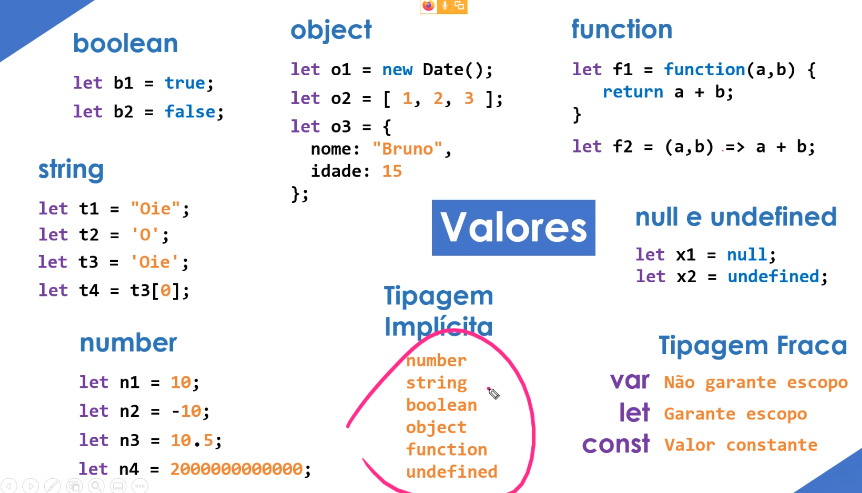 boolean
let b1 = true;
let b2 = false;
object
let o1 = new Date();
let o2 = [ 1, 2, 3 ];
let o3 = {
nome: "Bruno",
idade: 15
};
function
let f1 = function(a,b) {
return a + b;
}
let f2 = (a,b) => a + b;
string
let t1 = "Oie";
let t2 = 'O';
let t3 = 'Oie';
let t4 = t3[0];
Valores
null e undefined
let x1 = null;
let x2 = undefined;
number
let n1 = 10;
let n2 = -10;
let n3 = 10.5;
let n4 = 2000000000000;
Tipagem
Implícita
number
string
boolean
object
function
undefined
Tipagem Fraca
var Não garante escopo
let Garante escopo
const Valor constante